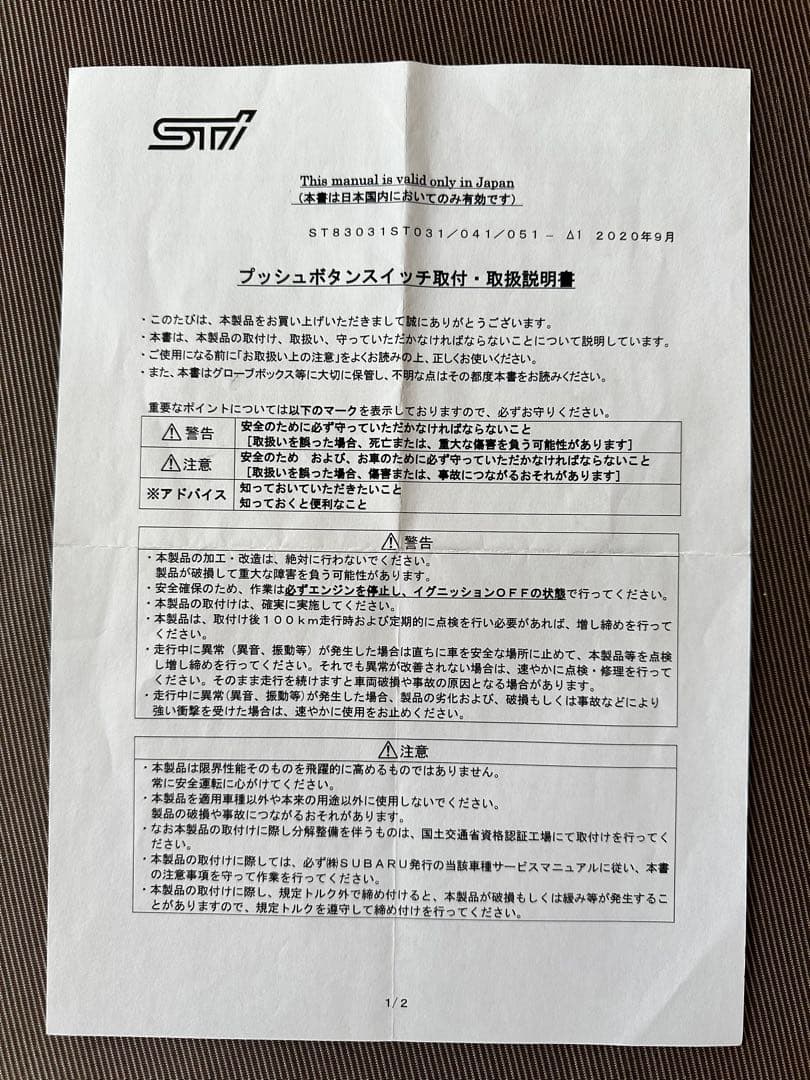 STI
This manual is valid only in Japan
（本書は日本国内においてのみ有効です）
ＳＴ８３０３１ＳＴ０３１／０４１／０５１－　Δ１　２０２０年９月
プッシュボタンスイッチ取付・取扱説明書
・このたびは、本製品をお買い上げいただきまして誠にありがとうございます。
・本書は、本製品の取付け、取扱い、守っていただかなければならないことについて説明しています。
・ご使用になる前に「お取扱い上の注意」をよくお読みの上、正しくお使いください。
・また、本書はグローブボックス等に大切に保管し、不明な点はその都度本書をお読みください。
重要なポイントについては以下のマークを表示しておりますので、必ずお守りください。
⚠警告
安全のために必ず守っていただかなければならないこと
［取扱いを誤った場合、死亡または、重大な傷害を負う可能性があります］
⚠注意
安全のため　および、お車のために必ず守っていただかなければならないこと
［取扱いを誤った場合、傷害または、事故につながるおそれがあります］
※アドバイス
知っておいていただきたいこと
知っておくと便利なこと
⚠警告
・本製品の加工・改造は、絶対に行わないでください。
製品が破損して重大な障害を負う可能性があります。
・安全確保のため、作業は必ずエンジンを停止し、イグニッションＯＦＦの状態で行ってください。
・本製品の取付けは、確実に実施してください。
・本製品は、取付け後１００ｋｍ走行時および定期的に点検を行い必要があれば、増し締めを行って
ください。
・走行中に異常（異音、振動等）が発生した場合は直ちに車を安全な場所に止めて、本製品等を点検
し増し締めを行ってください。それでも異常が改善されない場合は、速やかに点検・修理を行って
ください。そのまま走行を続けますと車両破損や事故の原因となる場合があります。
・走行中に異常（異音、振動等）が発生した場合、製品の劣化および、破損もしくは事故などにより
強い衝撃を受けた場合は、速やかに使用をお止めください。
⚠注意
・本製品は限界性能そのものを飛躍的に高めるものではありません。
常に安全運転に心がけてください。
・本製品を適用車種以外や本来の用途以外に使用しないでください。
製品の破損や事故につながるおそれがあります。
・なお本製品の取付けに際し分解整備を伴うものは、国土交通省資格認証工場にて取付けを行ってく
ださい。
・本製品の取付けに際しては、必ず㈱ＳＵＢＡＲＵ発行の当該車種サービスマニュアルに従い、本書
の注意事項を守って作業を行ってください。
・本製品の取付けに際し、規定トルク外で締め付けると、本製品が破損もしくは緩み等が発生するこ
とがありますので、規定トルクを遵守して締め付けを行ってください。
１／２